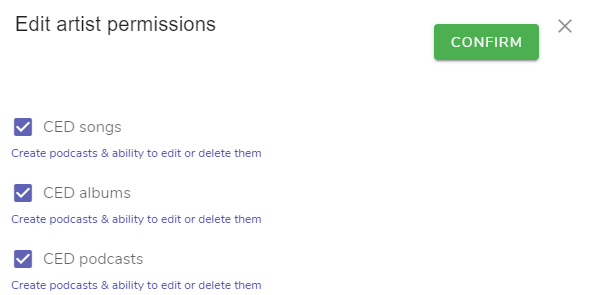 Edit artist permissions
CONFIRM
CED songs
Create podcasts & ability to edit or delete them
CED albums
Create podcasts & ability to edit or delete them
CED podcasts
Create podcasts & ability to edit or delete them